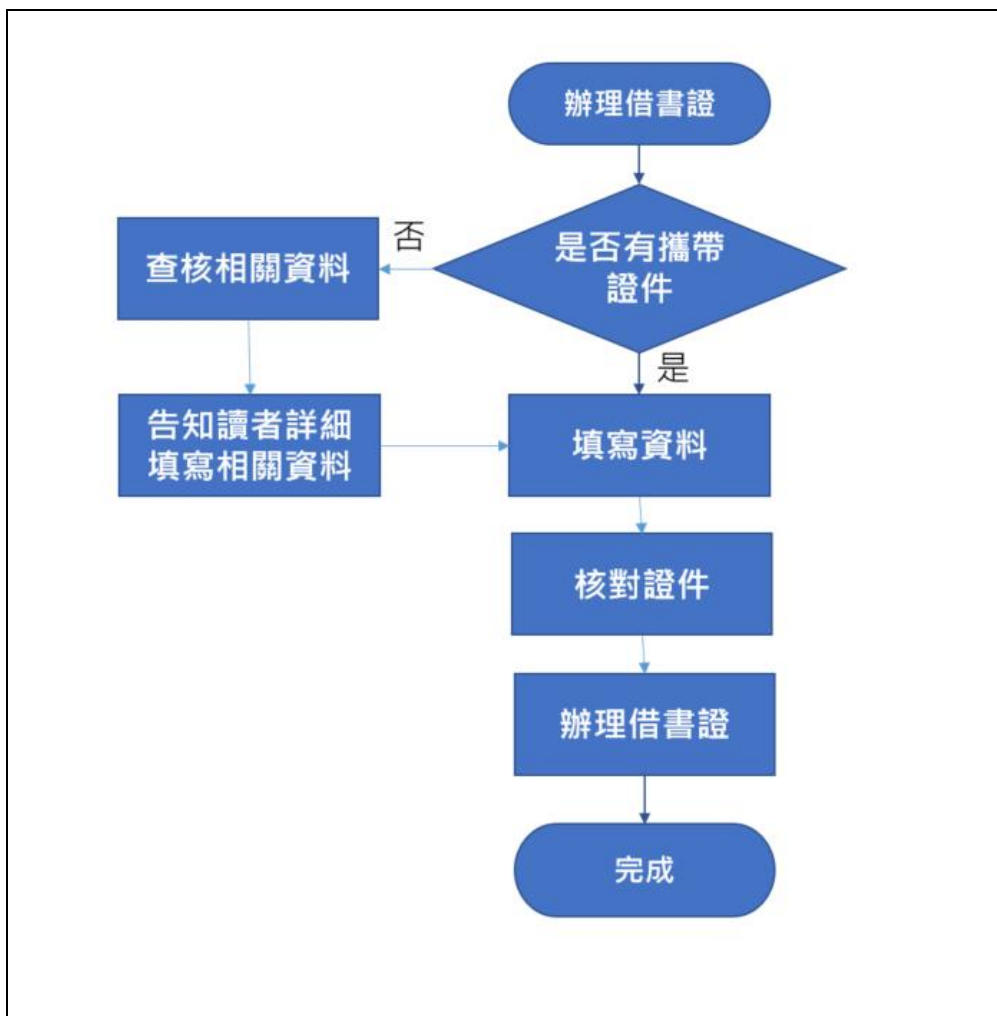 辦理借書證
是否有攜帶
證件
否
查核相關資料
是
告知讀者詳細
填寫相關資料
填寫資料
核對證件
辦理借書證
完成